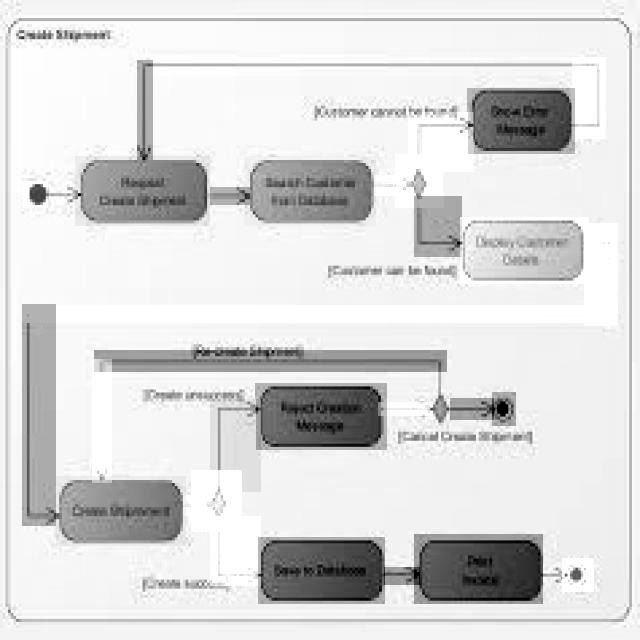 Create Shipment
[Customer cannot be found]
Show Error
Message
Request
Create Shipment
Search Customer
from Database
Display Customer
Details
[Customer can be found]
[Re-create Shipment]
[Create unsuccess]
Reject Creation
Message
[Cancel Create Shipment]
Create Shipment
Save to Database
Print
Invoice
[Create